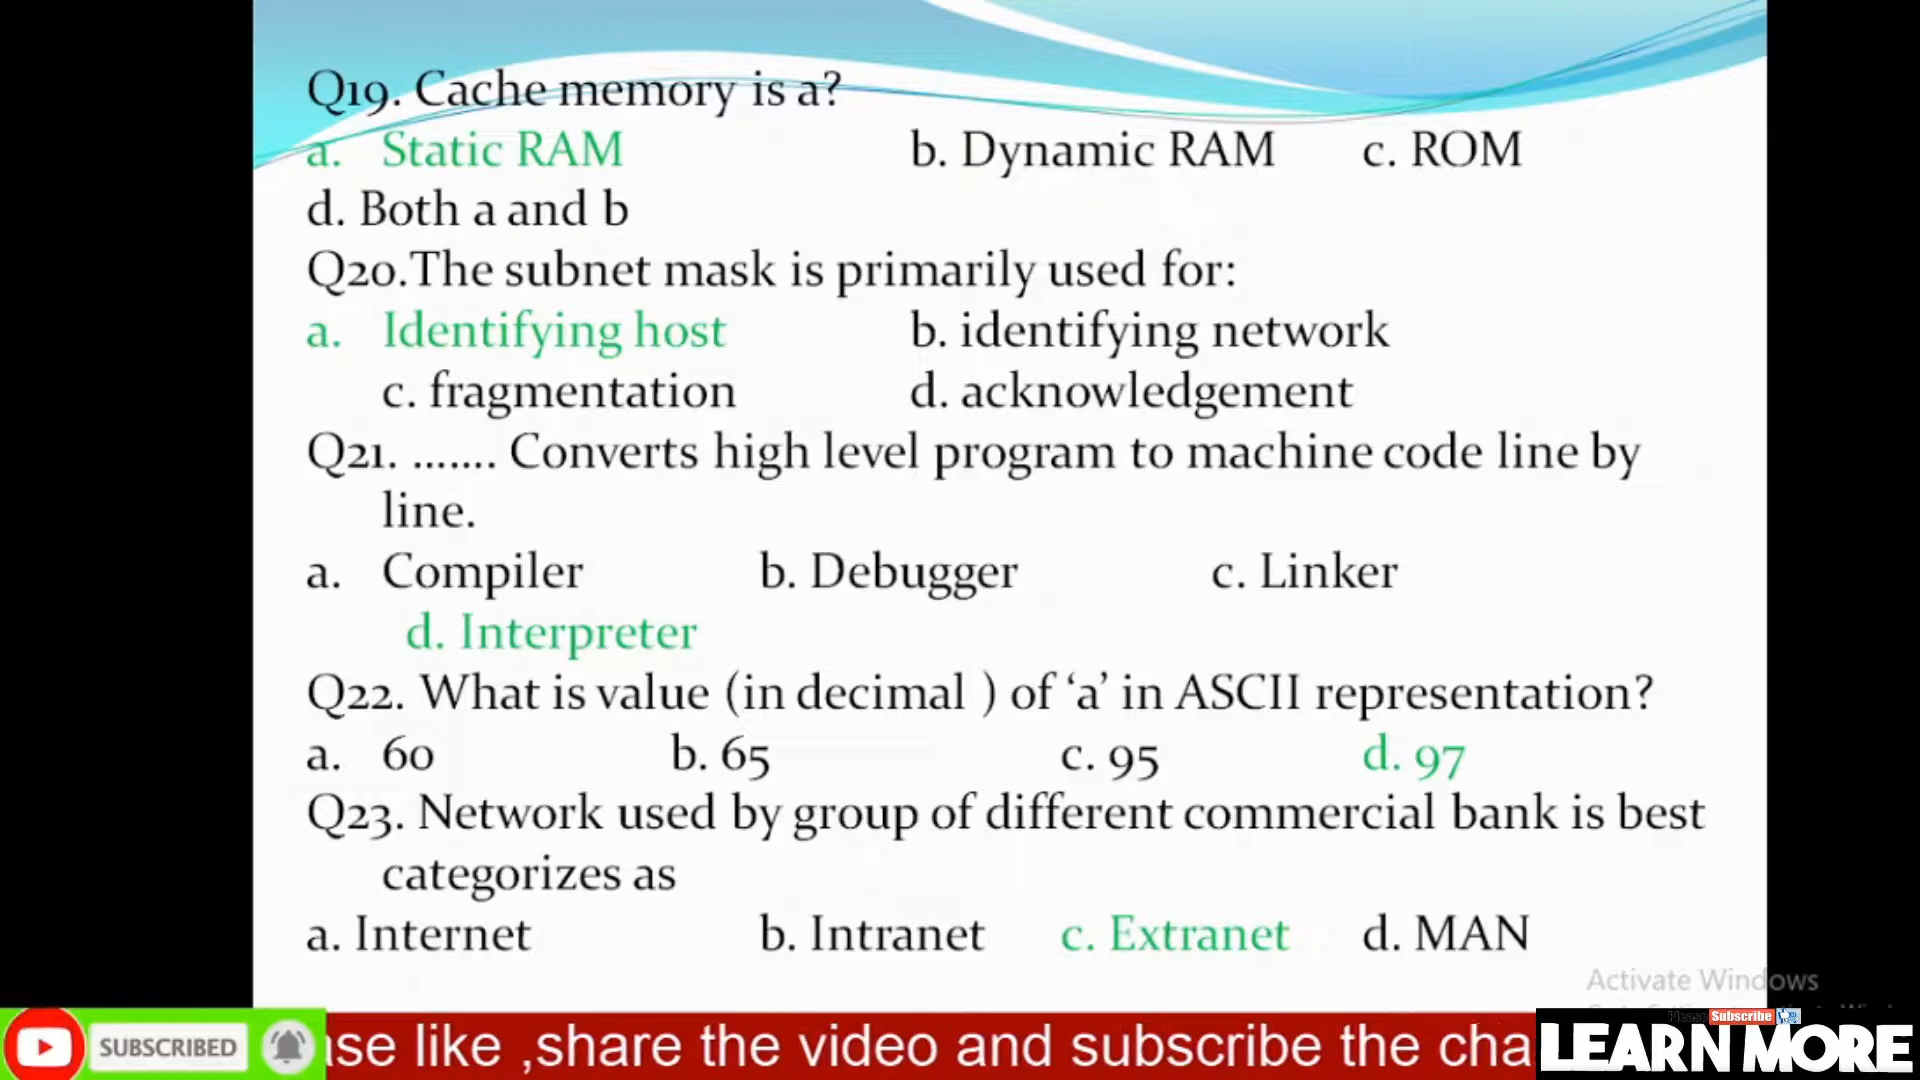 Q19. Cache memory is a?
a. Static RAM b. Dynamic RAM c. ROM
d. Both a and b
Q20.The subnet mask is primarily used for:
a. Identifying host b. identifying network
c. fragmentation d. acknowledgement
Q21. ....... Converts high level program to machine code line by
line.
a. Compiler b. Debugger c. Linker
d. Interpreter
Q22. What is value (in decimal ) of ‘a’ in ASCII representation?
a. 60 b. 65 c. 95 d. 97
Q23. Network used by group of different commercial bank is best
categorizes as
a. Internet b. Intranet c. Extranet d. MAN
Activate Windows
Please Subscribe
SUBSCRIBED ase like ,share the video and subscribe the cha LEARN MORE